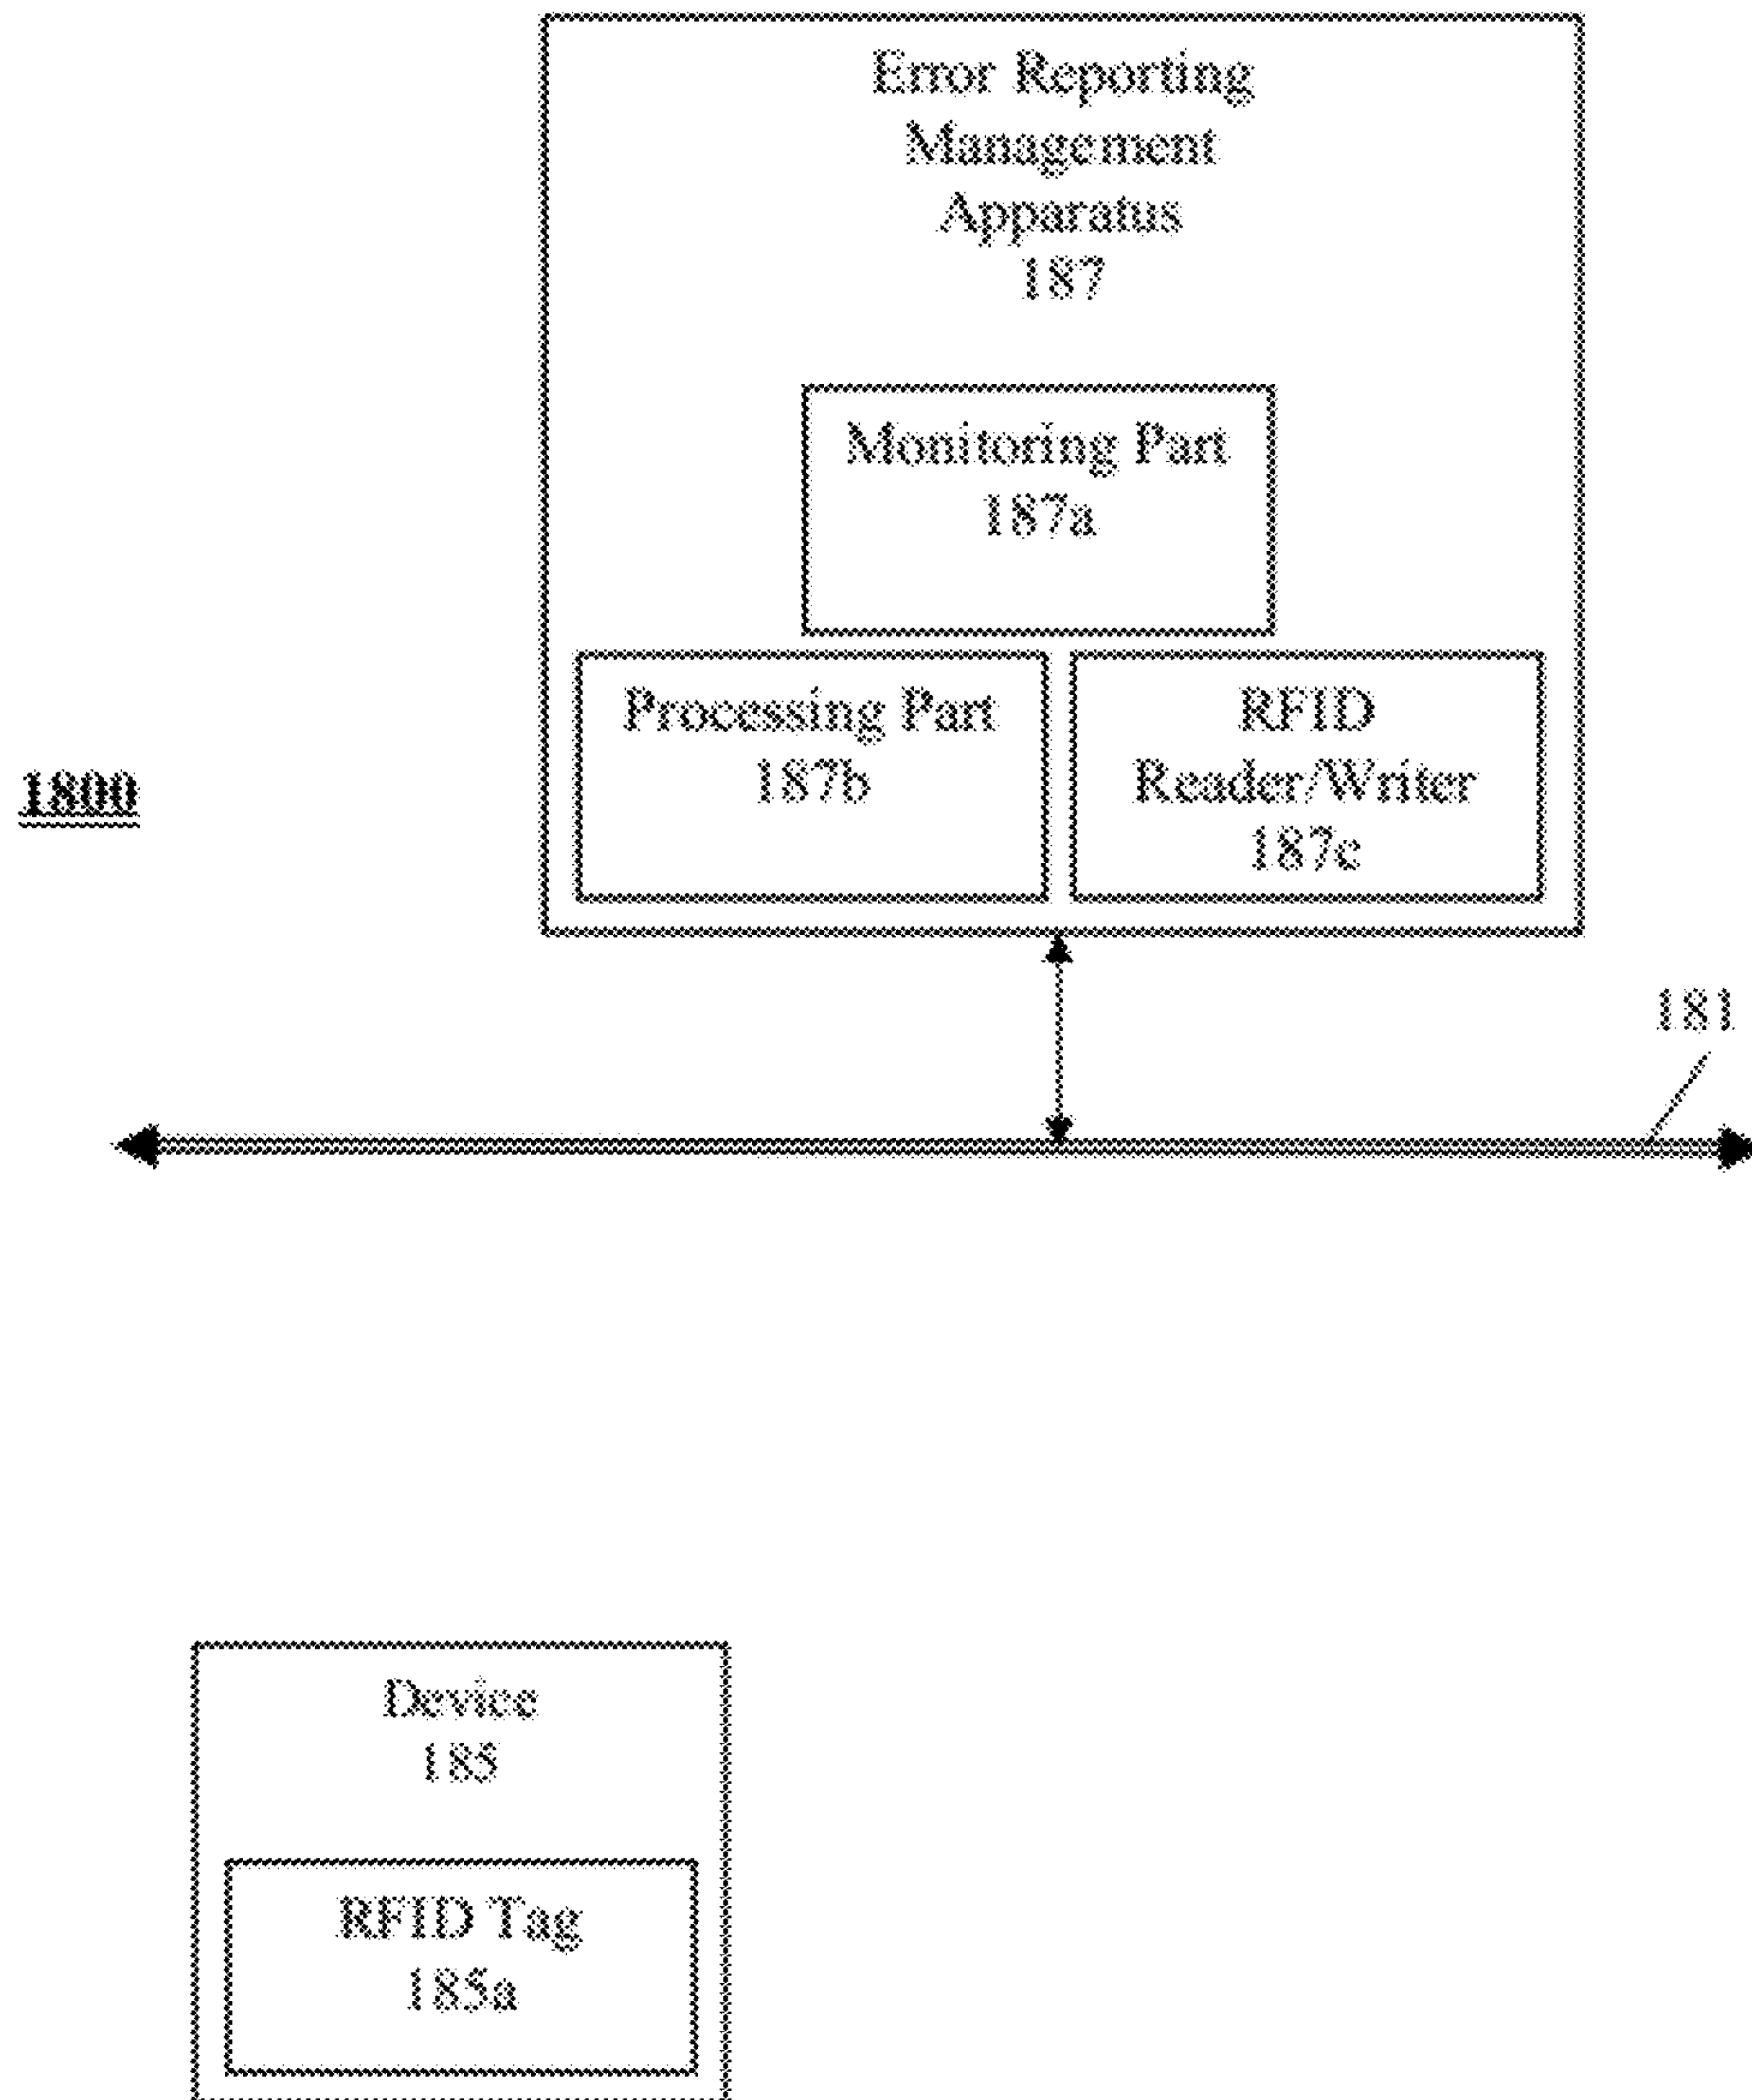 Error Reporting
Management
Apparatus
187
Monitoring Part
187a
Processing Part
187b
RFID
Reader/Writer
187c
1800
181
Device
185
RFID Tag
185a